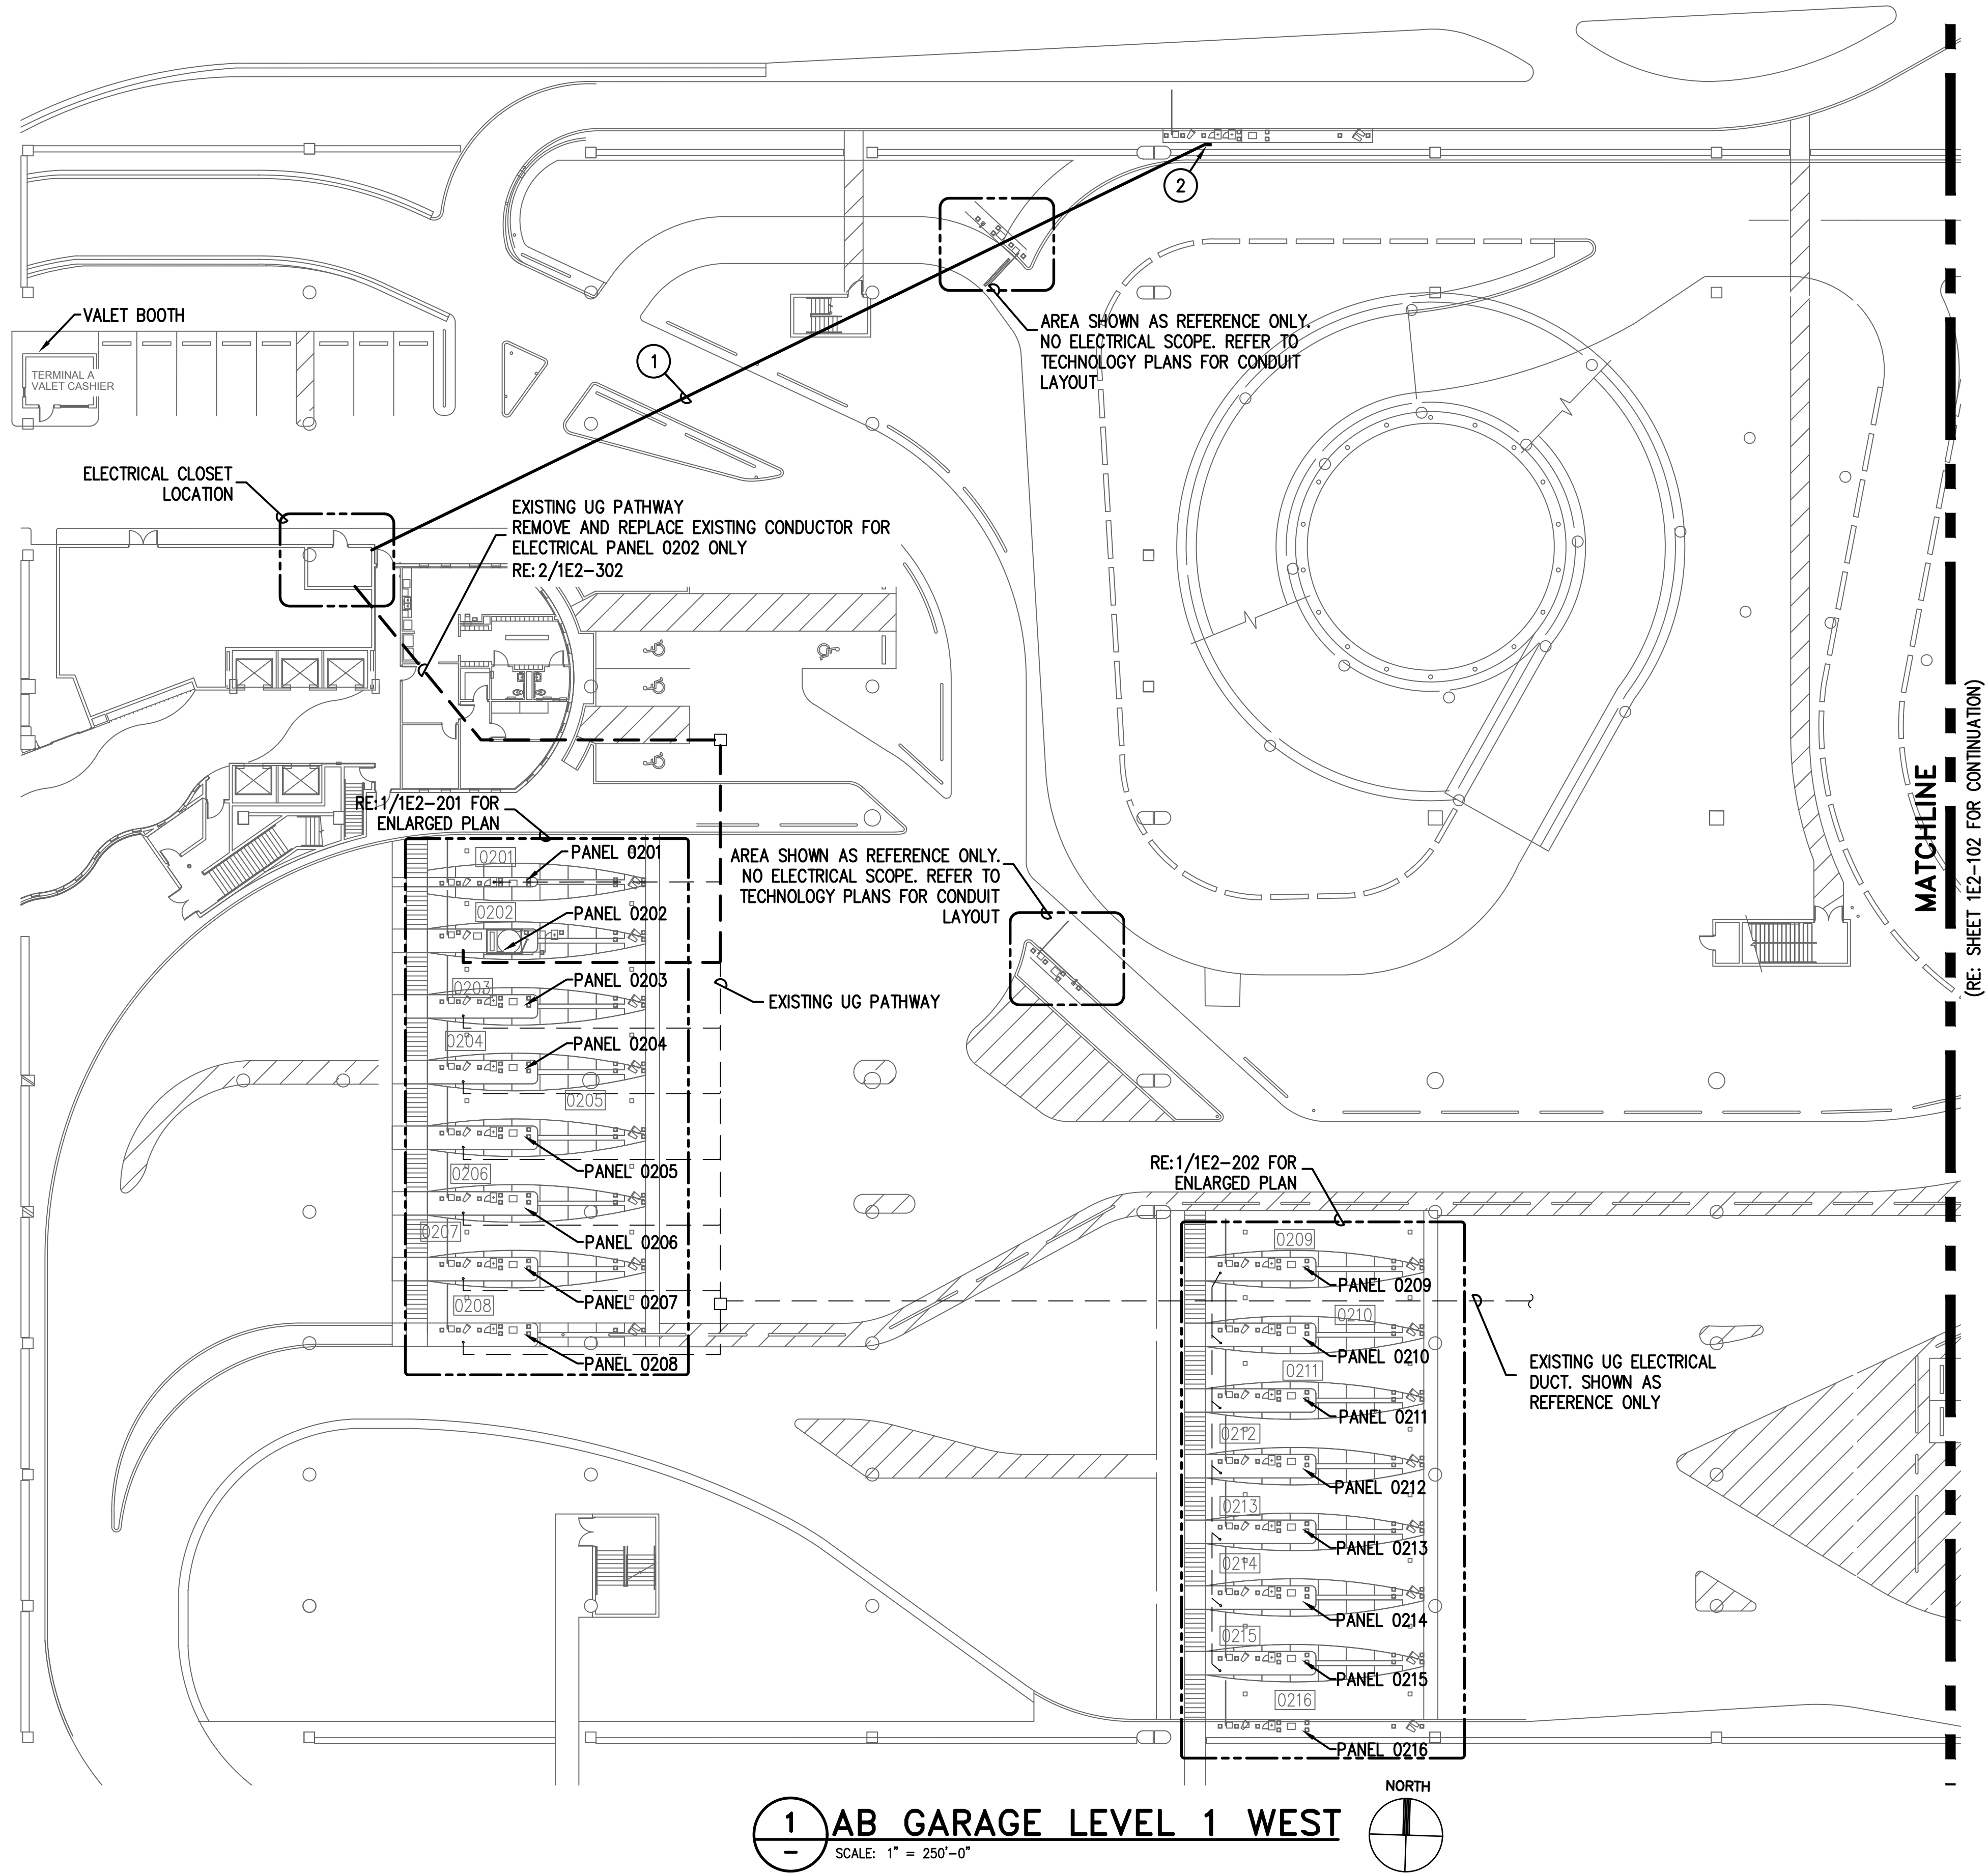 2
VALET BOOTH
TERMINAL A
VALET CASHIER
AREA SHOWN AS REFERENCE ONLY.
NO ELECTRICAL SCOPE. REFER TO
TECHNOLOGY PLANS FOR CONDUIT
LAYOUT
1
ELECTRICAL CLOSET
LOCATION
EXISTING UG PATHWAY
REMOVE AND REPLACE EXISTING CONDUCTOR FOR
ELECTRICAL PANEL 0202 ONLY
RE: 2/1E2-302
MATCHLINE
(RE: SHEET 1E2-102 FOR CONTINUATION)
RE:1/1E2-201 FOR
ENLARGED PLAN
0201
PANEL 0201
0202
PANEL 0202
0203
PANEL 0203
0204
PANEL 0204
0205
PANEL 0205
0206
PANEL 0206
0207
PANEL 0207
0208
PANEL 0208
AREA SHOWN AS REFERENCE ONLY.
NO ELECTRICAL SCOPE. REFER TO
TECHNOLOGY PLANS FOR CONDUIT
LAYOUT
EXISTING UG PATHWAY
RE:1/1E2-202 FOR
ENLARGED PLAN
0209
PANEL 0209
0210
PANEL 0210
0211
PANEL 0211
0212
PANEL 0212
0213
PANEL 0213
0214
PANEL 0214
0215
PANEL 0215
0216
PANEL 0216
EXISTING UG ELECTRICAL
DUCT. SHOWN AS
REFERENCE ONLY
NORTH
1
-
AB GARAGE LEVEL 1 WEST
SCALE: 1" = 250'-0"